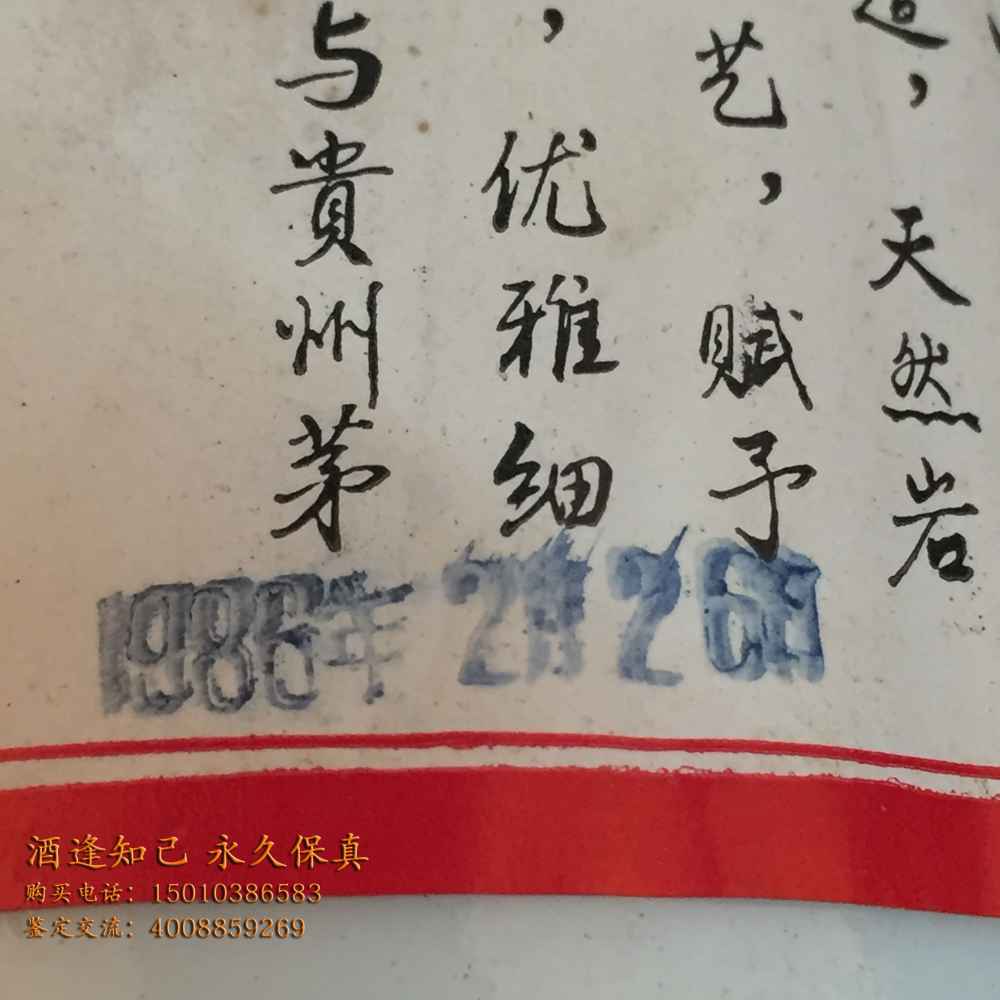 ，天然岩
艺，赋予
，优雅细
与貴州茅
1986年2月26日
酒逢知己 永久保真
购买电话：15010386583
鉴定交流：4008859269